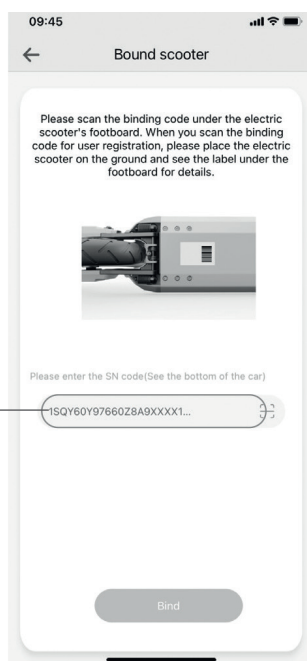 09:45
Bound scooter
Please scan the binding code under the electric
scooter's footboard. When you scan the binding
code for user registration, please place the electric
scooter on the ground and see the label under the
footboard for details.
Please enter the SN code(See the bottom of the car)
1SQY60Y97660Z8A9XXXX1...
Bind